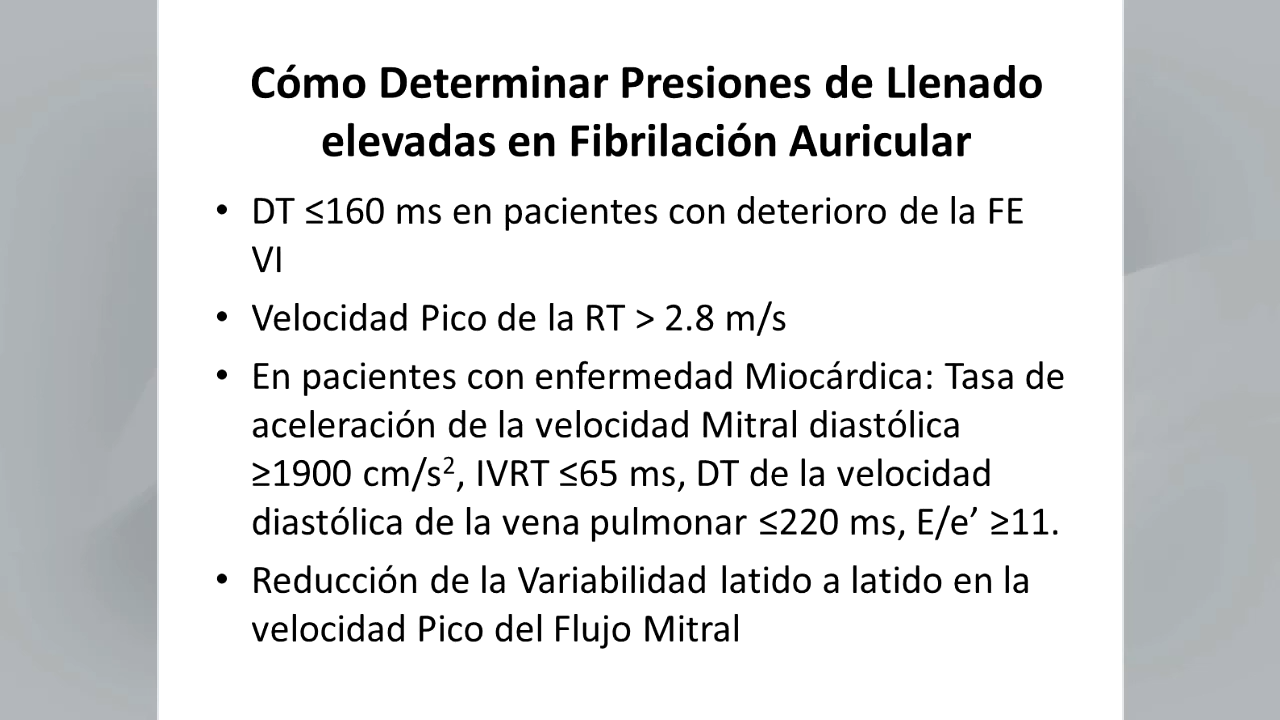 Cómo Determinar Presiones de Llenado
elevadas en Fibrilación Auricular
• DT ≤160 ms en pacientes con deterioro de la FE
VI
• Velocidad Pico de la RT > 2.8 m/s
• En pacientes con enfermedad Miocárdica: Tasa de
aceleración de la velocidad Mitral diastólica
≥1900 cm/s², IVRT ≤65 ms, DT de la velocidad
diastólica de la vena pulmonar ≤220 ms, E/e’ ≥11.
• Reducción de la Variabilidad latido a latido en la
velocidad Pico del Flujo Mitral